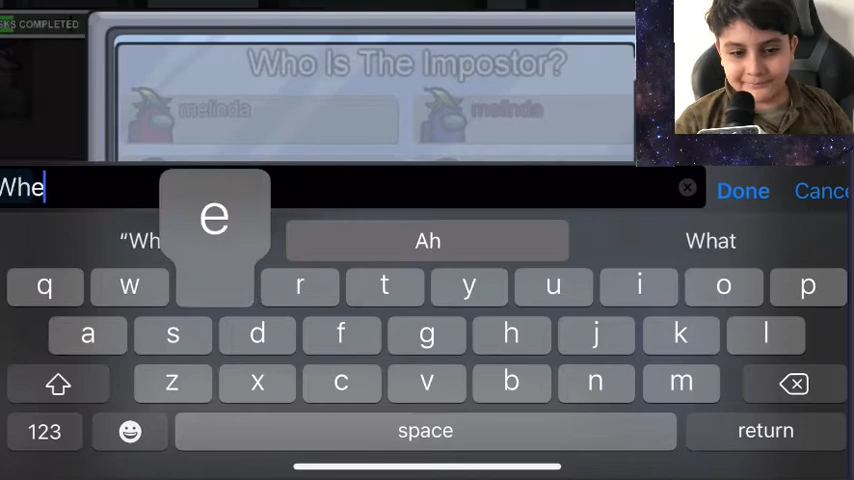 SKS COMPLETED
Who Is The Impostor?
melinda melinda
Whe Done Cance
e
“Wh Ah What
q w r t y u i o p
a s d f g h j k l
z x c v b n m
123 space return